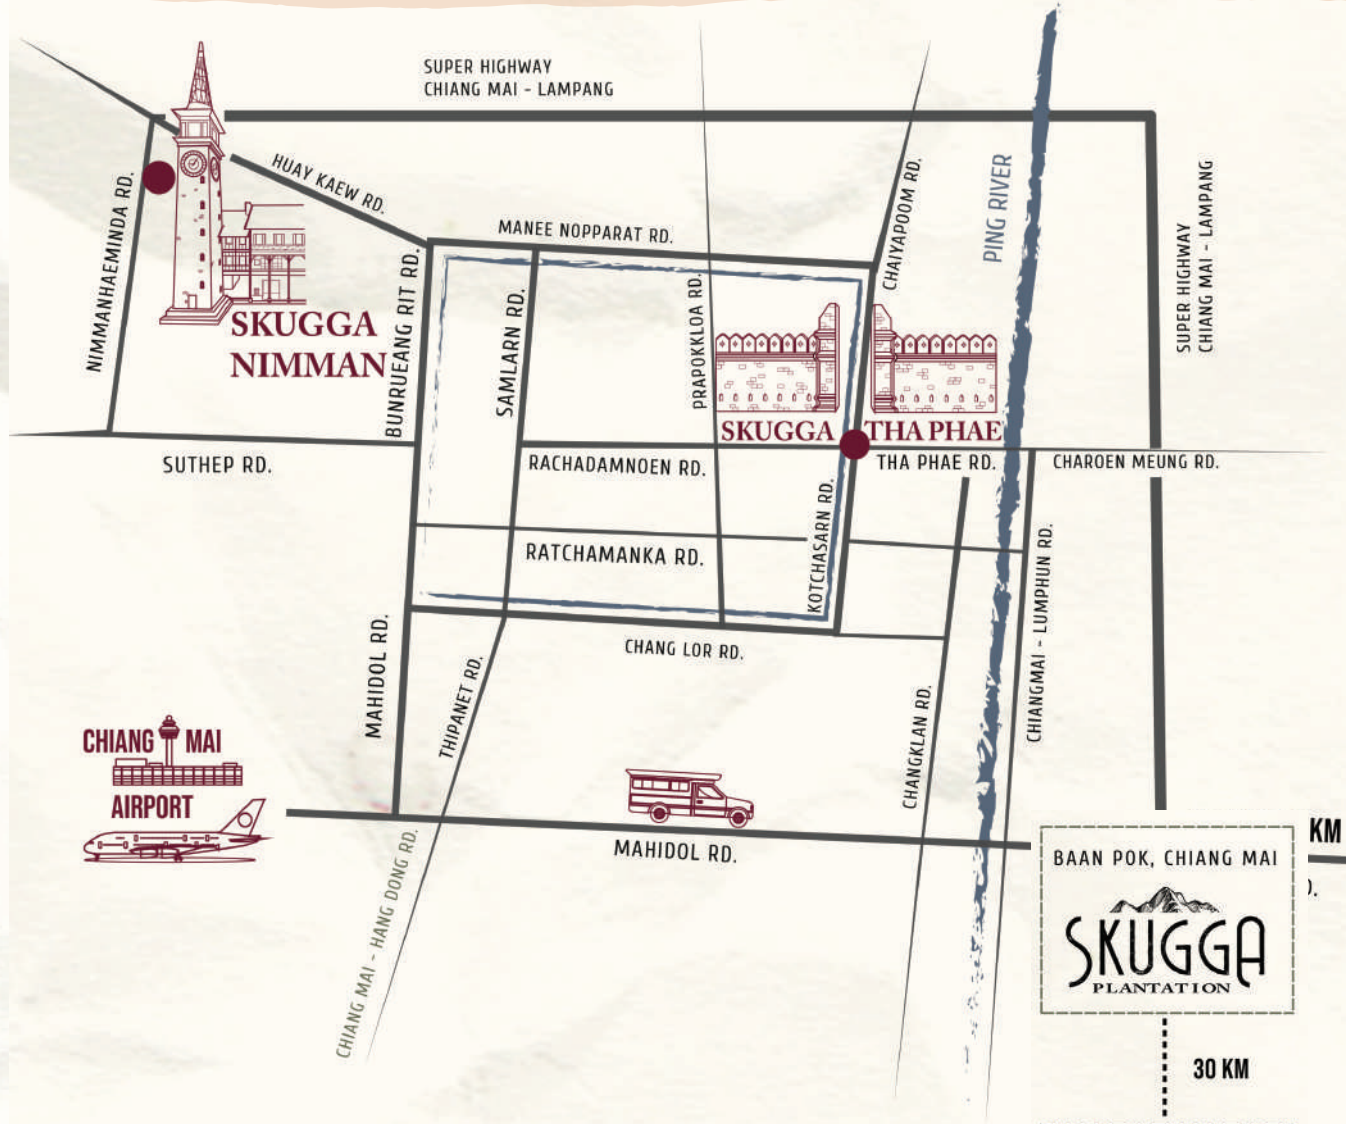 SUPER HIGHWAY
CHIANG MAI - LAMPANG
HUAY KAEW RD.
NIMMANHAEMINDA RD.
SKUGGA
NIMMAN
BUNRUEANG RIT RD.
MANEE NOPPARAT RD.
SAMLARN RD.
PRAPOKKLOA RD.
CHAIYAPOOM RD.
PING RIVER
SUPER HIGHWAY
CHIANG MAI - LAMPANG
SKUGGA THA PHAE
SUTHEP RD.
RACHADAMNOEN RD.
THA PHAE RD.
CHAROEN MEUNG RD.
KOTCHASARN RD.
RATCHAMANKA RD.
CHIANGMAI - LUMPHUN RD.
CHANG LOR RD.
MAHIDOL RD.
THIPANET RD.
CHANGKLAN RD.
CHIANG MAI
AIRPORT
MAHIDOL RD.
CHIANG MAI - HANG DONG RD.
KM
BAAN POK, CHIANG MAI
SKUGGA
PLANTATION
30 KM